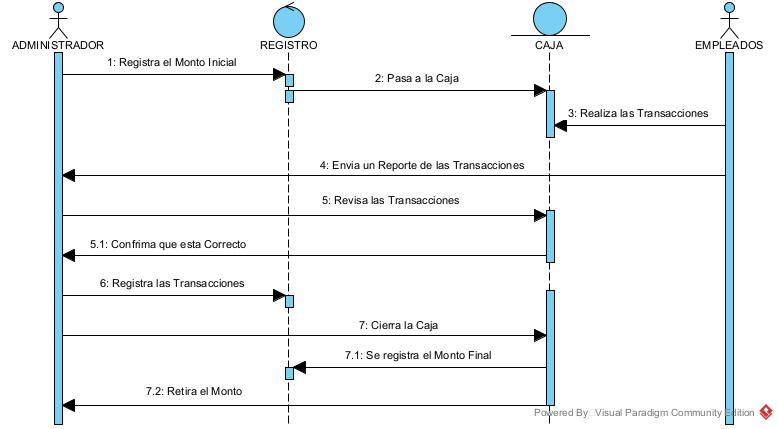 ADMINISTRADOR
REGISTRO
CAJA
EMPLEADOS
1: Registra el Monto Inicial
2: Pasa a la Caja
3: Realiza las Transacciones
4: Envia un Reporte de las Transacciones
5: Revisa las Transacciones
5.1: Confrima que esta Correcto
6: Registra las Transacciones
7: Cierra la Caja
7.1: Se registra el Monto Final
7.2: Retira el Monto
Powered By Visual Paradigm Community Edition